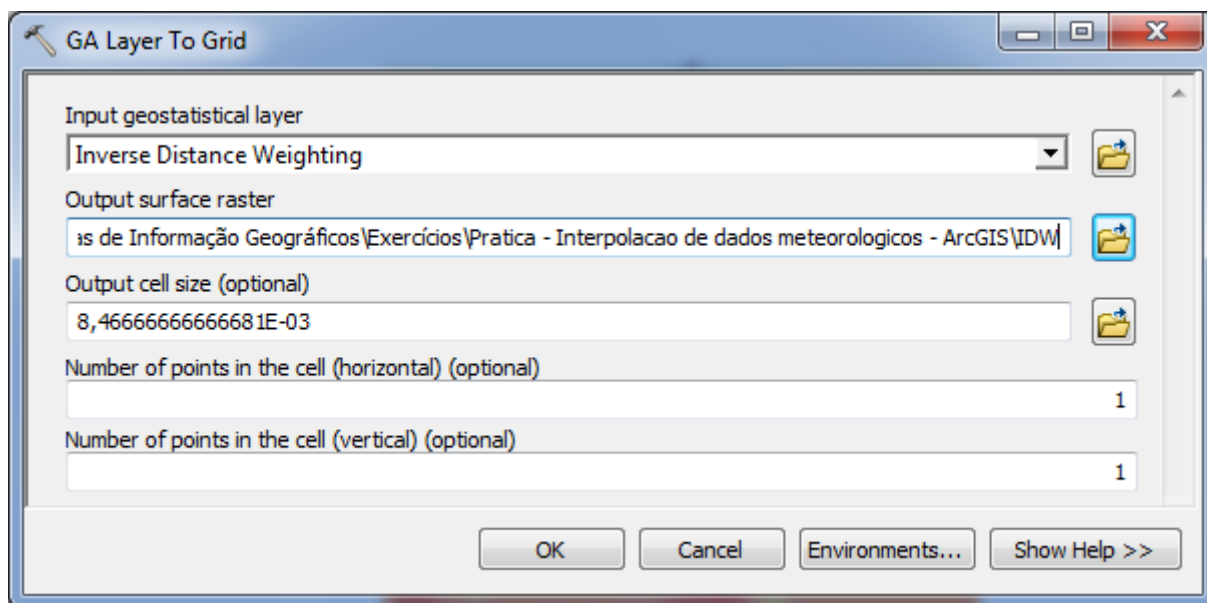 GA Layer To Grid
Input geostatistical layer
Inverse Distance Weighting
Output surface raster
as de Informação Geográficos\Exercícios\Pratica - Interpolacao de dados meteorologicos - ArcGIS\IDW
Output cell size (optional)
8,46666666666681E-03
Number of points in the cell (horizontal) (optional)
1
Number of points in the cell (vertical) (optional)
1
OK Cancel Environments... Show Help >>